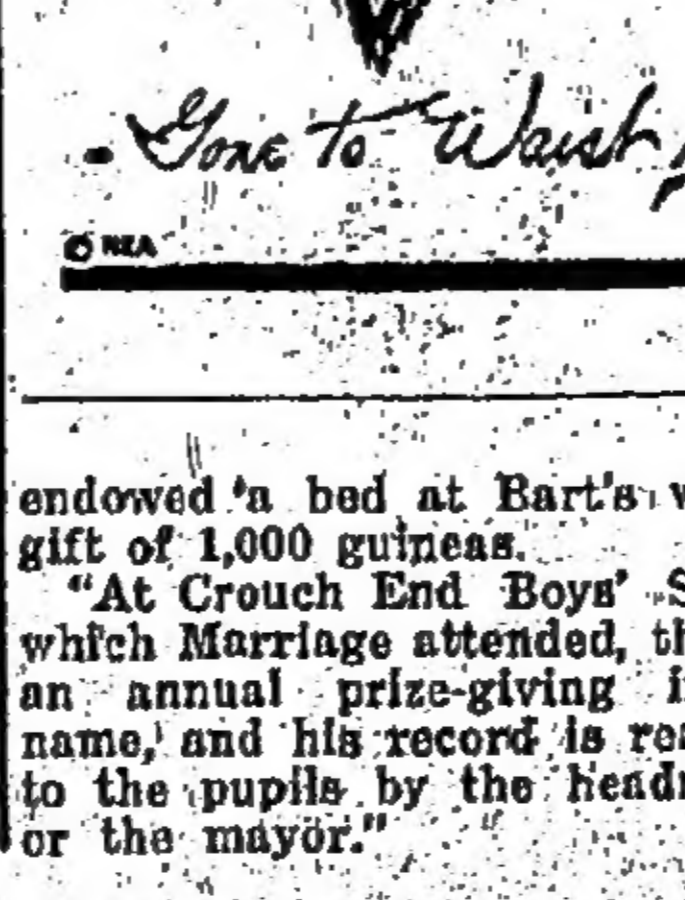 Gone to Waist
© NEA
endowed a bed at Bart's
gift of 1,000 guineas.
"At Crouch End Boys'
which Marriage attended,
an annual prize-giving
name, and his record is
to the pupils by the
or the mayor."